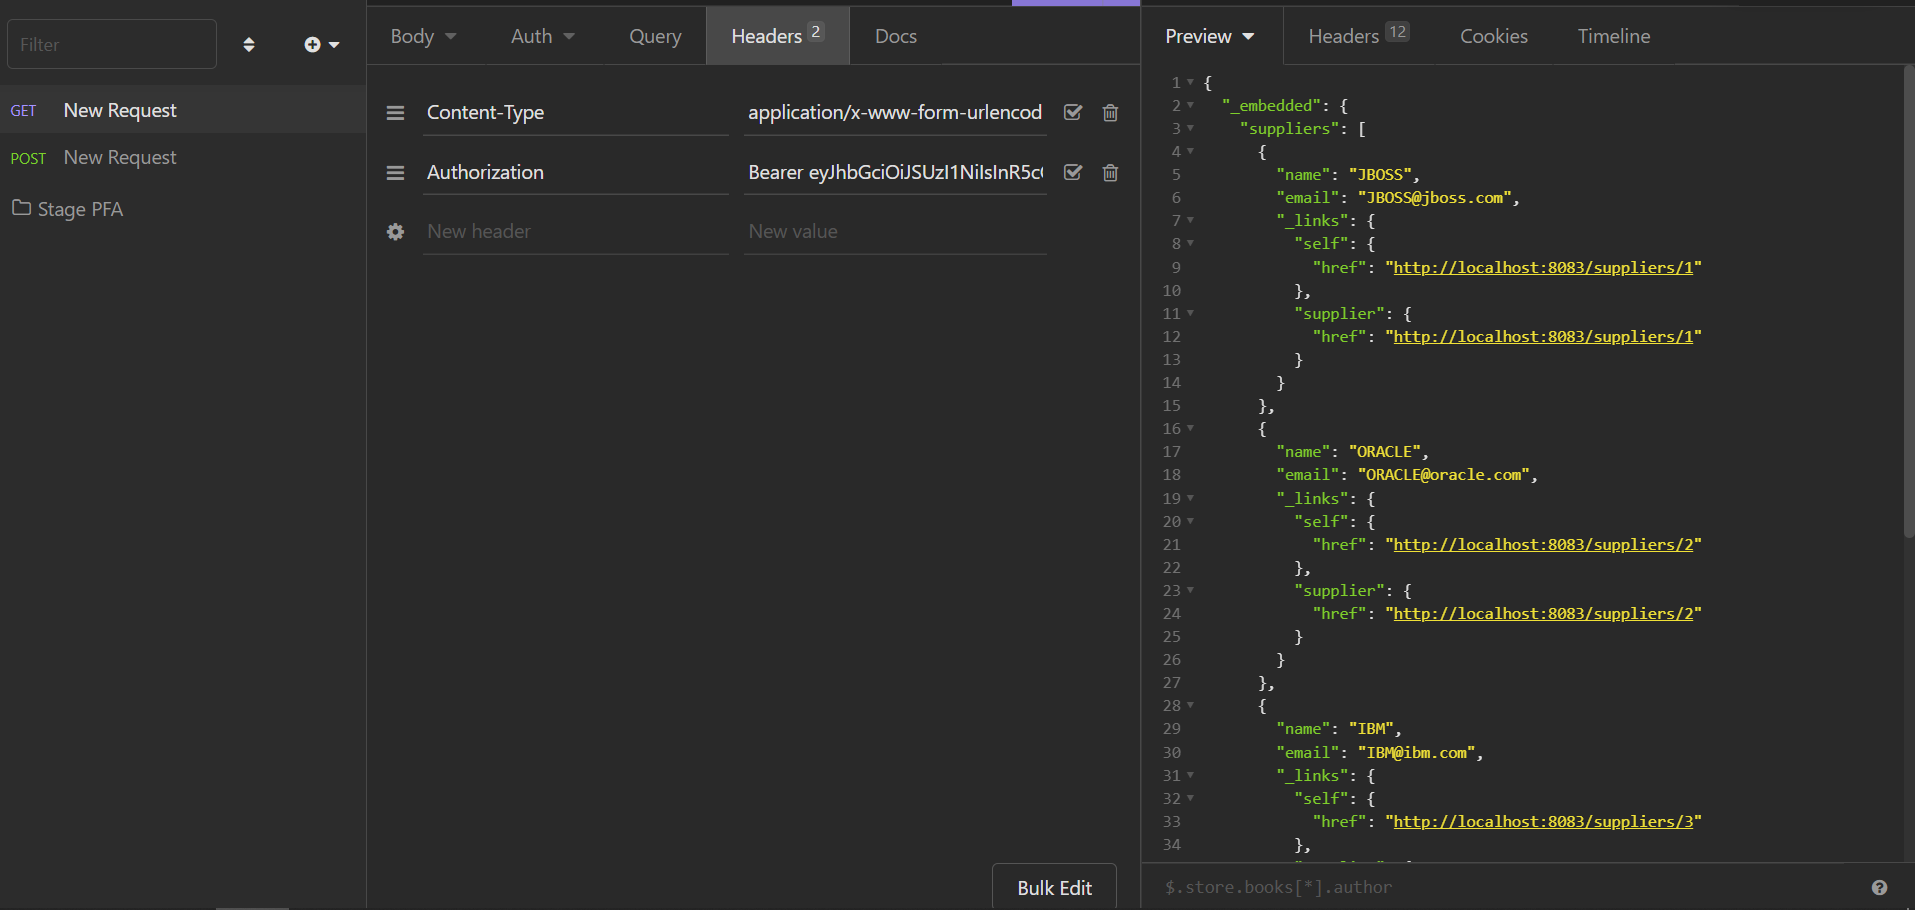 Filter
GET New Request
POST New Request
Stage PFA
Body Auth Query Headers 2 Docs
Content-Type application/x-www-form-urlencod
Authorization Bearer eyJhbGciOiJSUzI1NiIsInR5c
New header New value
Bulk Edit
Preview Headers 12 Cookies Timeline
1 {
2 "_embedded": {
3 "suppliers": [
4 {
5 "name": "JBOSS",
6 "email": "JBOSS@jboss.com",
7 "_links": {
8 "self": {
9 "href": "http://localhost:8083/suppliers/1"
10 },
11 "supplier": {
12 "href": "http://localhost:8083/suppliers/1"
13 }
14 }
15 },
16 {
17 "name": "ORACLE",
18 "email": "ORACLE@oracle.com",
19 "_links": {
20 "self": {
21 "href": "http://localhost:8083/suppliers/2"
22 },
23 "supplier": {
24 "href": "http://localhost:8083/suppliers/2"
25 }
26 }
27 },
28 {
29 "name": "IBM",
30 "email": "IBM@ibm.com",
31 "_links": {
32 "self": {
33 "href": "http://localhost:8083/suppliers/3"
34 },
$.store.books[*].author